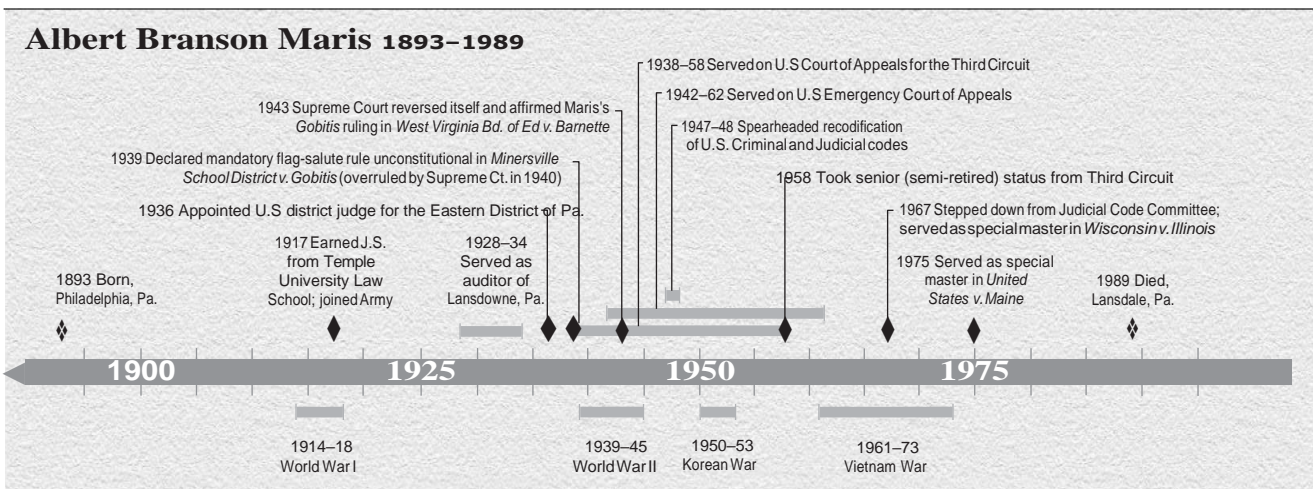 Albert Branson Maris 1893–1989
1938–58 Served on U.S Court of Appeals for the Third Circuit
1942–62 Served on U.S Emergency Court of Appeals
1943 Supreme Court reversed itself and affirmed Maris's
Gobitis ruling in West Virginia Bd. of Ed v. Barnette
1947–48 Spearheaded recodification
of U.S. Criminal and Judicial codes
1939 Declared mandatory flag-salute rule unconstitutional in Minersville
School District v. Gobitis (overruled by Supreme Ct. in 1940)
1958 Took senior (semi-retired) status from Third Circuit
1936 Appointed U.S district judge for the Eastern District of Pa.
1967 Stepped down from Judicial Code Committee;
served as special master in Wisconsin v. Illinois
1893 Born,
Philadelphia, Pa.
1917 Earned J.S.
from Temple
University Law
School; joined Army
1928–34
Served as
auditor of
Lansdowne, Pa.
1975 Served as special
master in United
States v. Maine
1989 Died,
Lansdale, Pa.
1900
1925
1950
1975
1914–18
World War I
1939–45
World War II
1950–53
Korean War
1961–73
Vietnam War